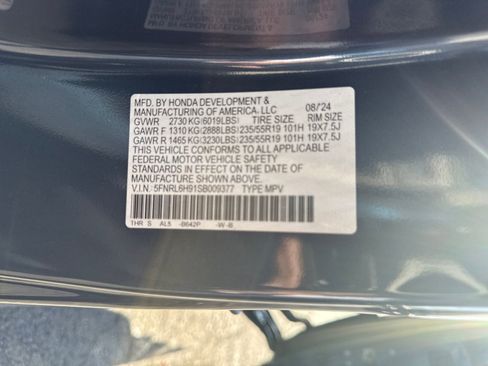 MFD. BY HONDA DEVELOPMENT & 08/'24
MANUFACTURING OF AMERICA, LLC
GVWR 2730 KG(6019LBS) TIRE SIZE RIM SIZE
GAWR F 1310 KG(2888LBS) 235/55R19 101H 19X7.5J
GAWR R 1465 KG(3230LBS) 235/55R19 101H 19X7.5J
THIS VEHICLE CONFORMS TO ALL APPLICABLE
FEDERAL MOTOR VEHICLE SAFETY
STANDARDS IN EFFECT ON THE DATE OF
MANUFACTURE SHOWN ABOVE.
V.I.N.: 5FNRL6H91SB009377 TYPE MPV
THR S AL5 -B642P -W-B